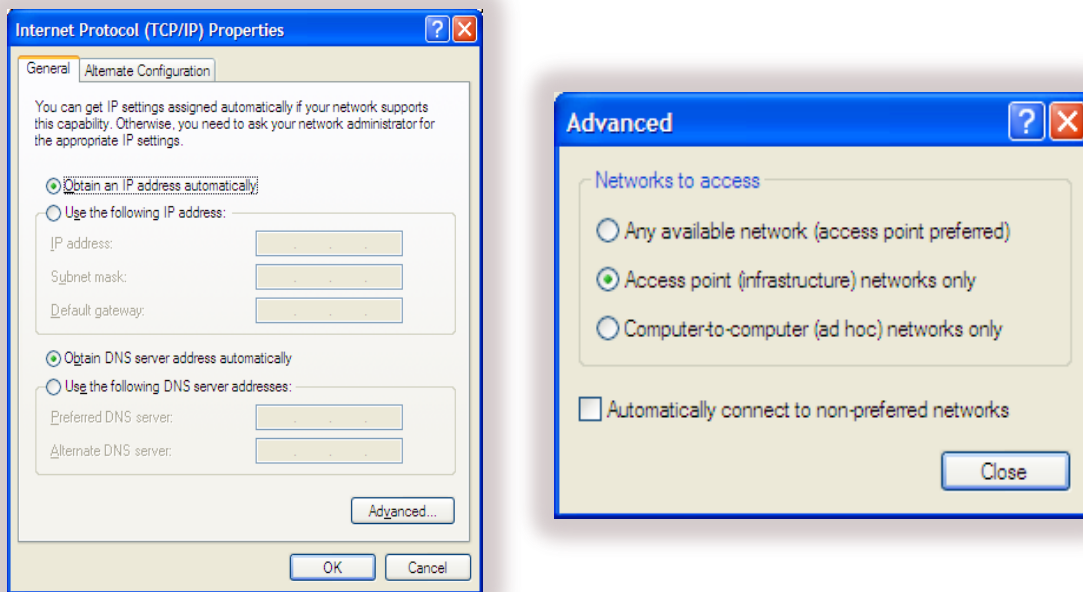 Internet Protocol (TCP/IP) Properties
General
Alternate Configuration
You can get IP settings assigned automatically if your network supports
this capability. Otherwise, you need to ask your network administrator for
the appropriate IP settings.
Obtain an IP address automatically
Use the following IP address:
IP address:
Subnet mask:
Default gateway:
Obtain DNS server address automatically
Use the following DNS server addresses:
Preferred DNS server:
Alternate DNS server:
Advanced...
OK
Cancel
Advanced
Networks to access
Any available network (access point preferred)
Access point (infrastructure) networks only
Computer-to-computer (ad hoc) networks only
Automatically connect to non-preferred networks
Close